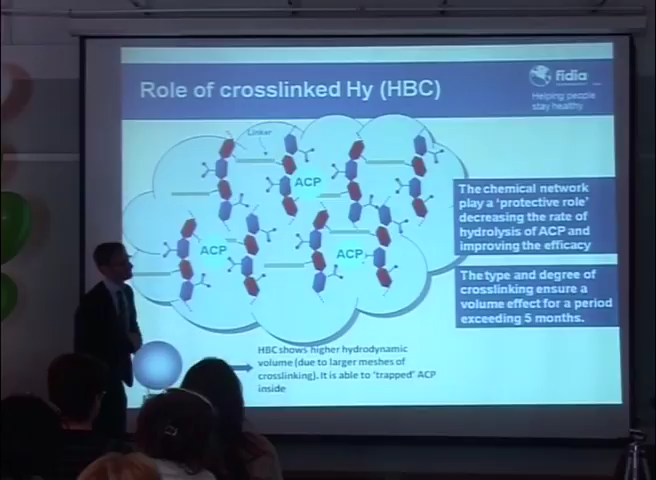 Role of crosslinked Hy (HBC)
fidia
Helping people
stay healthy
Linker
ACP
ACP
ACP
The chemical network
play a 'protective role'
decreasing the rate of
hydrolysis of ACP and
improving the efficacy
The type and degree of
crosslinking ensure a
volume effect for a period
exceeding 5 months.
HBC shows higher hydrodynamic
volume (due to larger meshes of
crosslinking). It is able to "trapped" ACP
inside